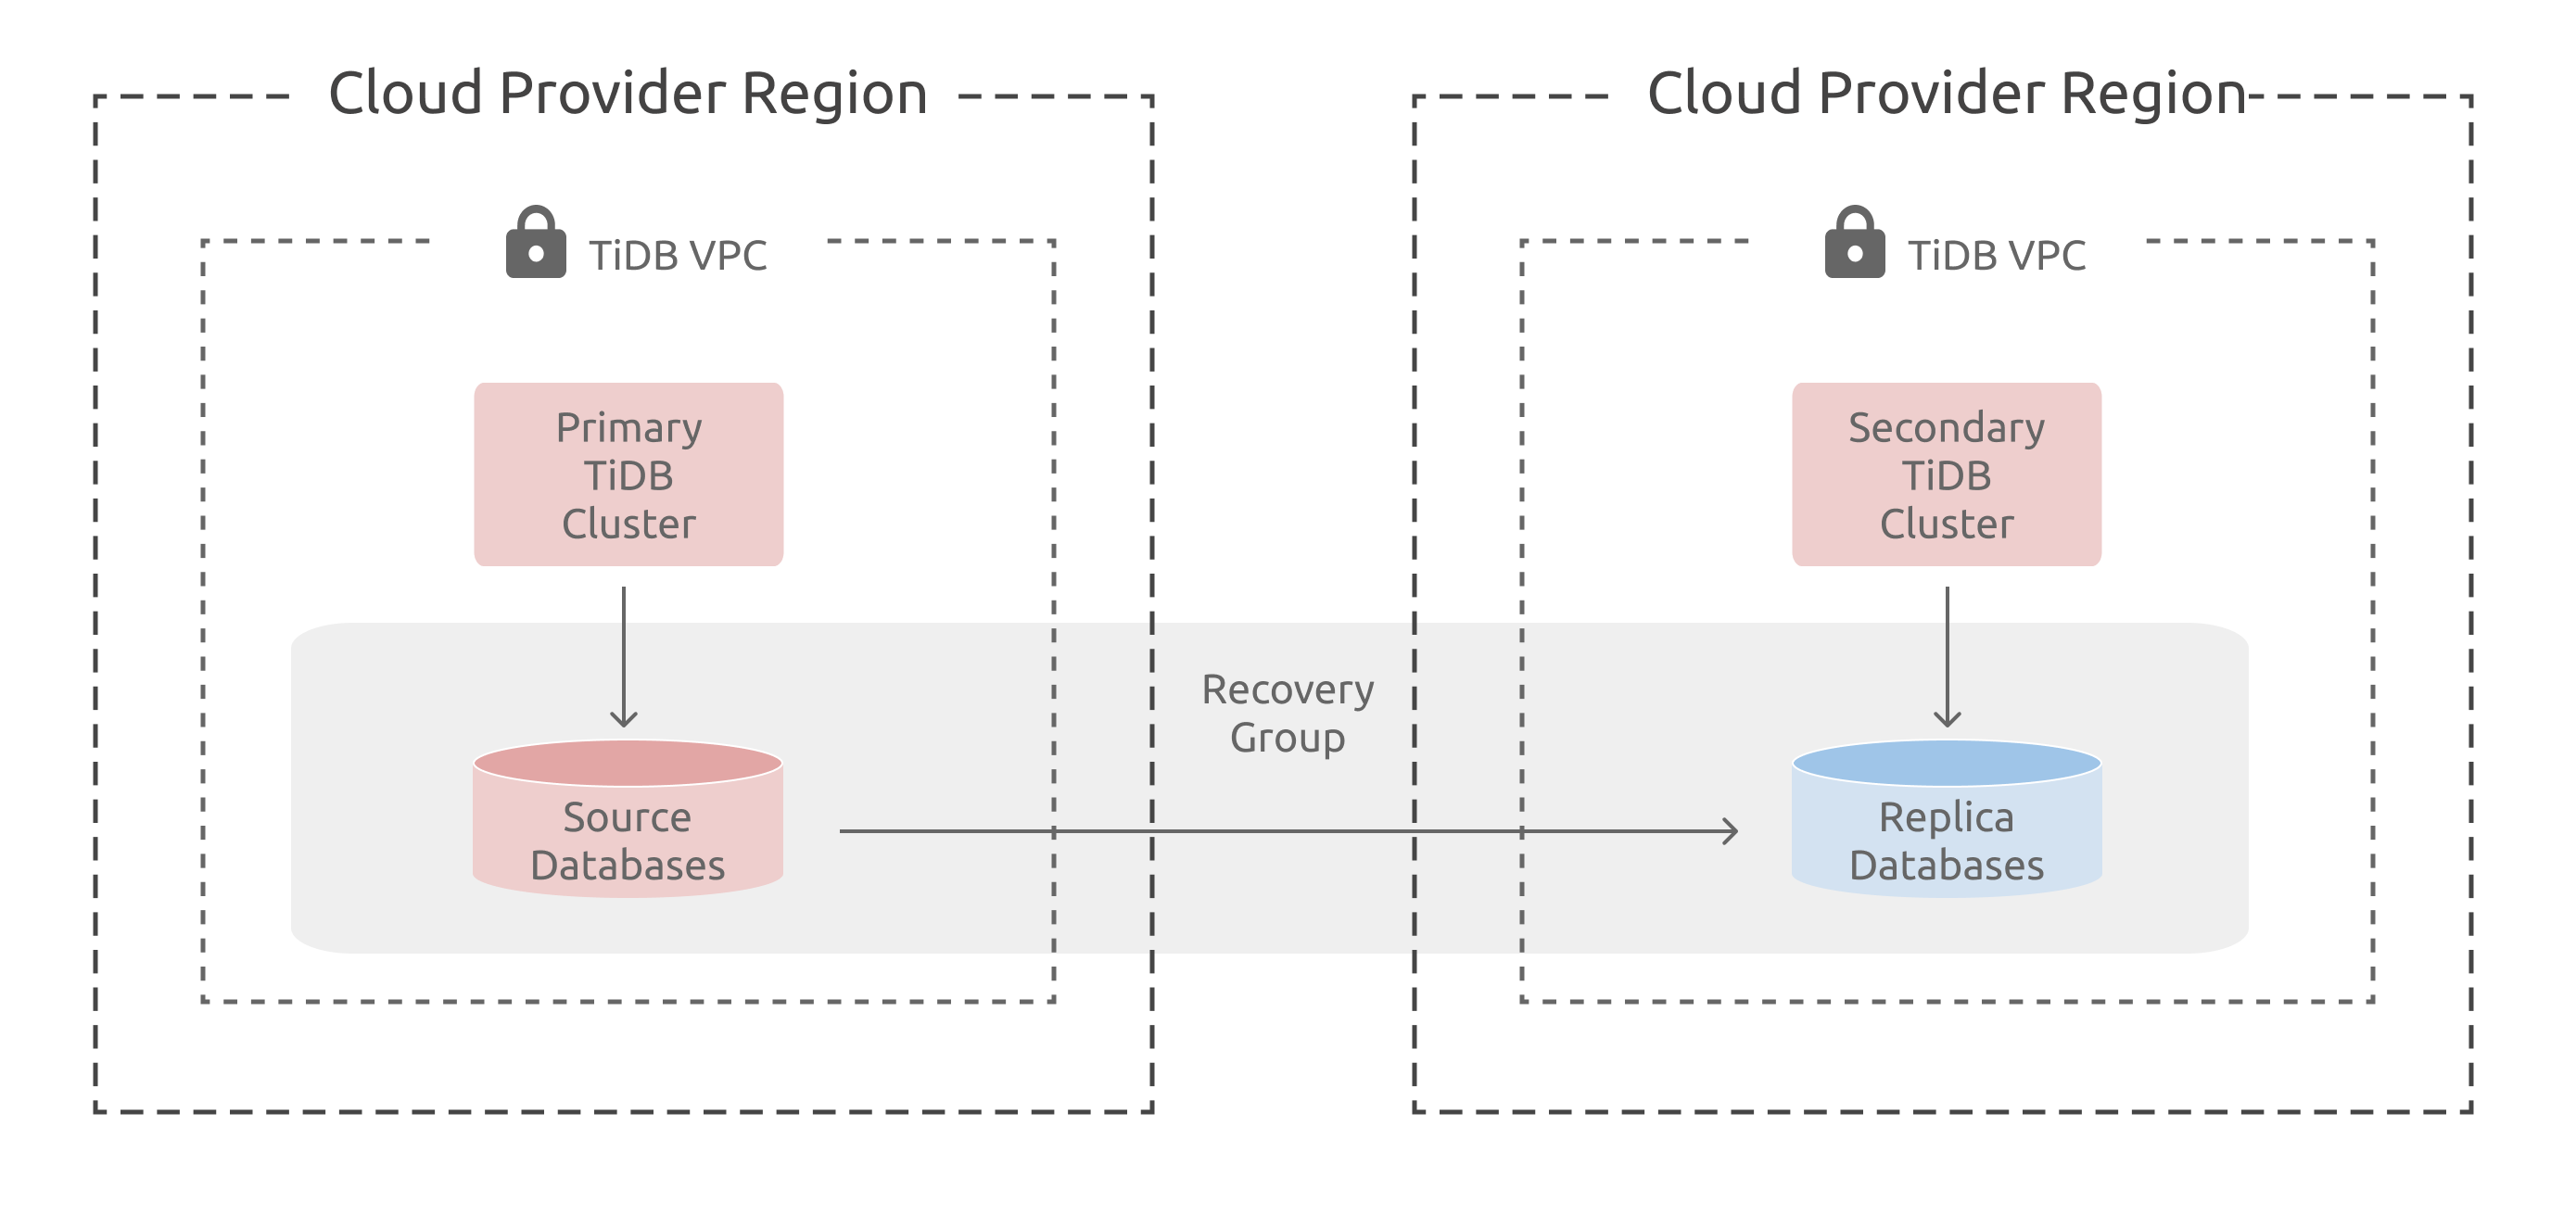 Cloud Provider Region
Cloud Provider Region
TiDB VPC
TiDB VPC
Primary
TiDB
Cluster
Secondary
TiDB
Cluster
Recovery
Group
Source
Databases
Replica
Databases